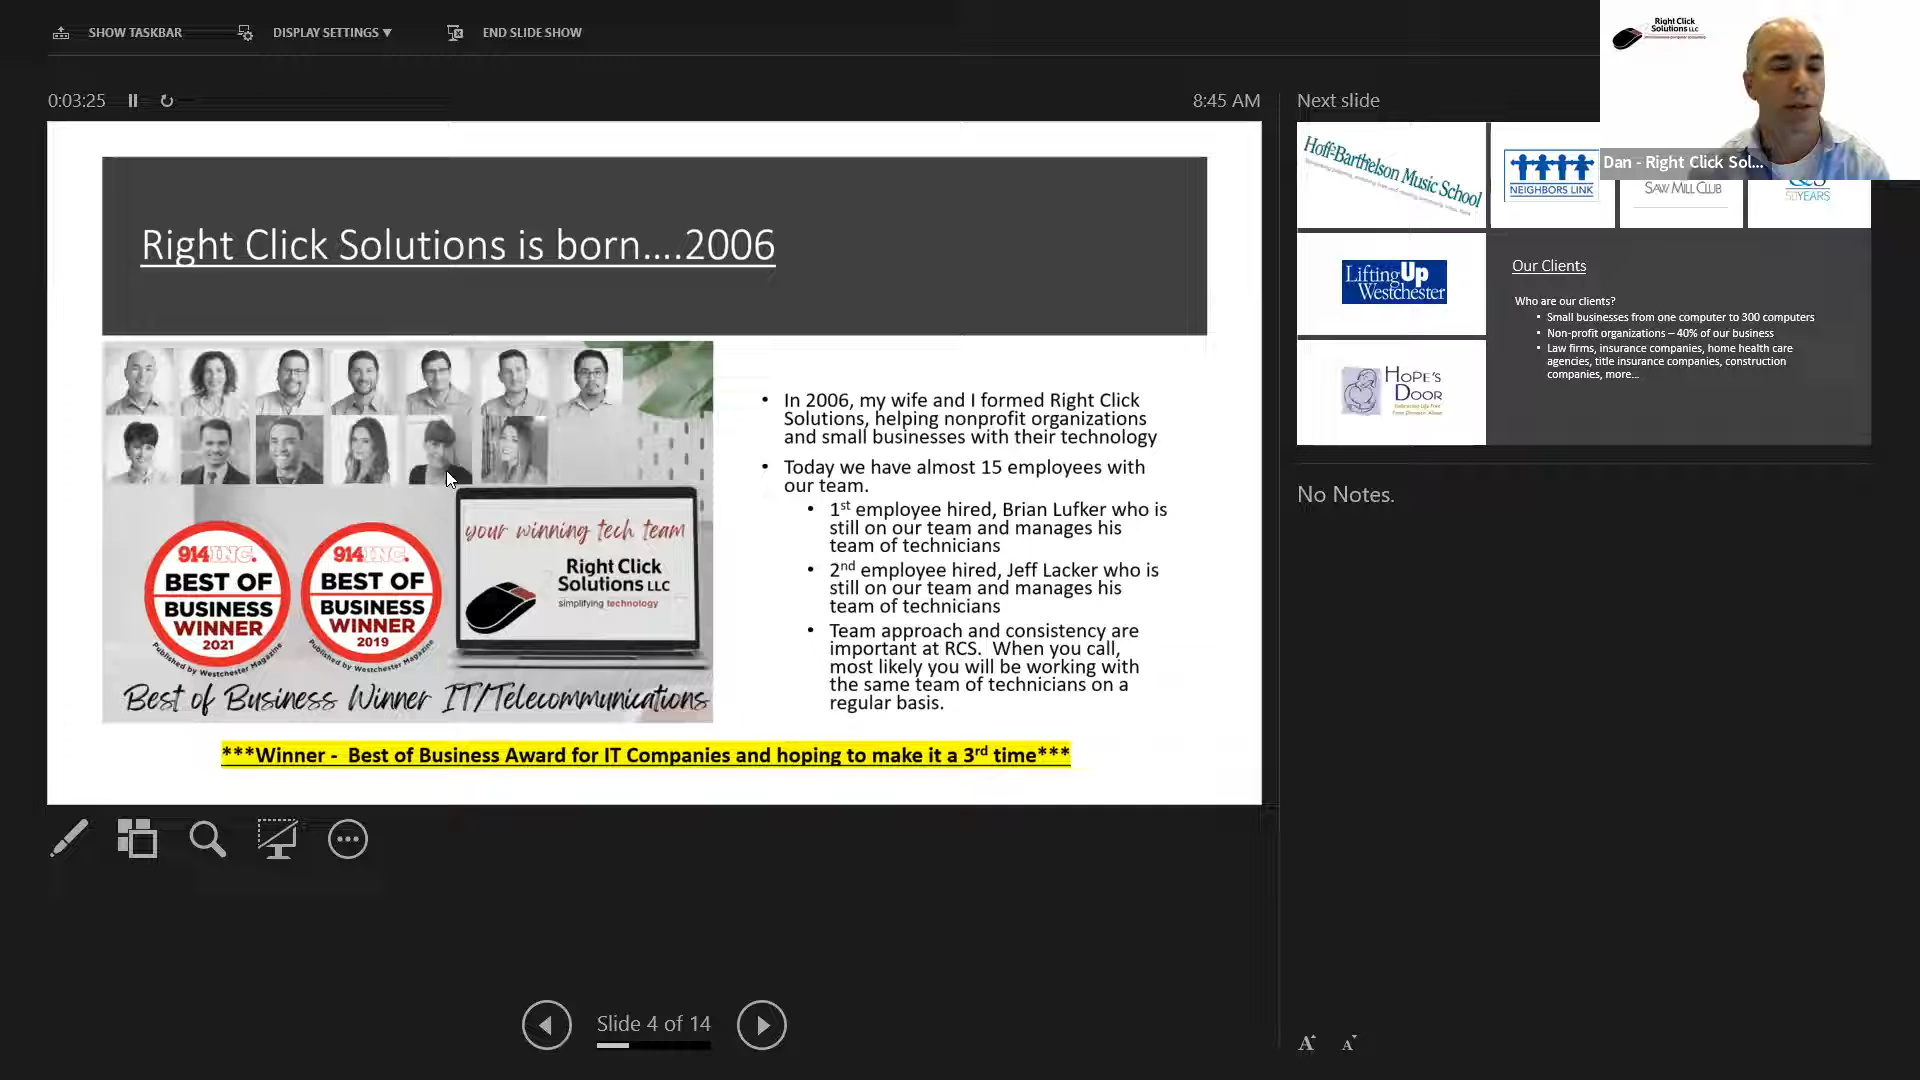 SHOW TASKBAR
DISPLAY SETTINGS ▼
END SLIDE SHOW
0:03:25
8:45 AM
Right Click Solutions is born....2006
914INC.
BEST OF
BUSINESS
WINNER
2021
Published by Westchester Magazine
914INC.
BEST OF
BUSINESS
WINNER
2019
Published by Westchester Magazine
your winning tech team
Right Click
Solutions LLC
simplifying technology
Best of Business Winner IT/Telecommunications
• In 2006, my wife and I formed Right Click
Solutions, helping nonprofit organizations
and small businesses with their technology
• Today we have almost 15 employees with
our team.
• 1st employee hired, Brian Lufker who is
still on our team and manages his
team of technicians
• 2nd employee hired, Jeff Lacker who is
still on our team and manages his
team of technicians
• Team approach and consistency are
important at RCS. When you call,
most likely you will be working with
the same team of technicians on a
regular basis.
***Winner - Best of Business Award for IT Companies and hoping to make it a 3rd time***
Slide 4 of 14
Next slide
Hoff-Barthelson Music School
NEIGHBORS LINK
SAW MILL CLUB
50 YEARS
Lifting Up
Westchester
HOPE'S
DOOR
Our Clients
Who are our clients?
• Small businesses from one computer to 300 computers
• Non-profit organizations – 40% of our business
• Law firms, insurance companies, home health care
agencies, title insurance companies, construction
companies, more...
No Notes.
A
A
Right Click
Solutions LLC
Dan - Right Click Sol...